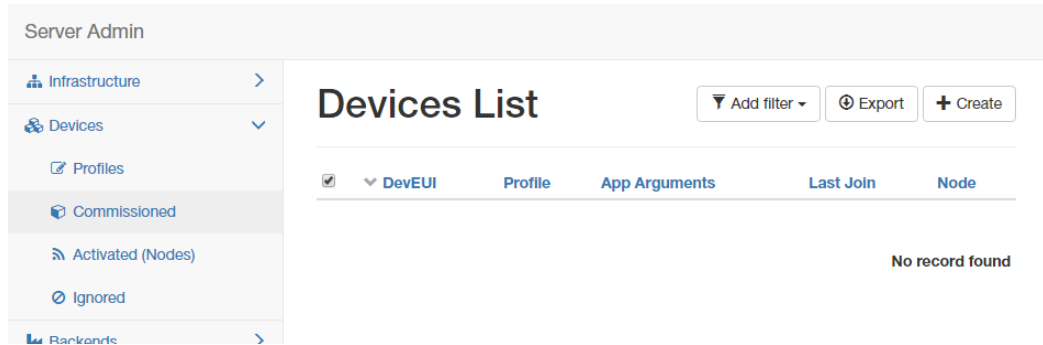 Server Admin
Infrastructure
Devices
Profiles
Commissioned
Activated (Nodes)
Ignored
Backends
Devices List
Add filter
Export
Create
DevEUI Profile App Arguments Last Join Node
No record found